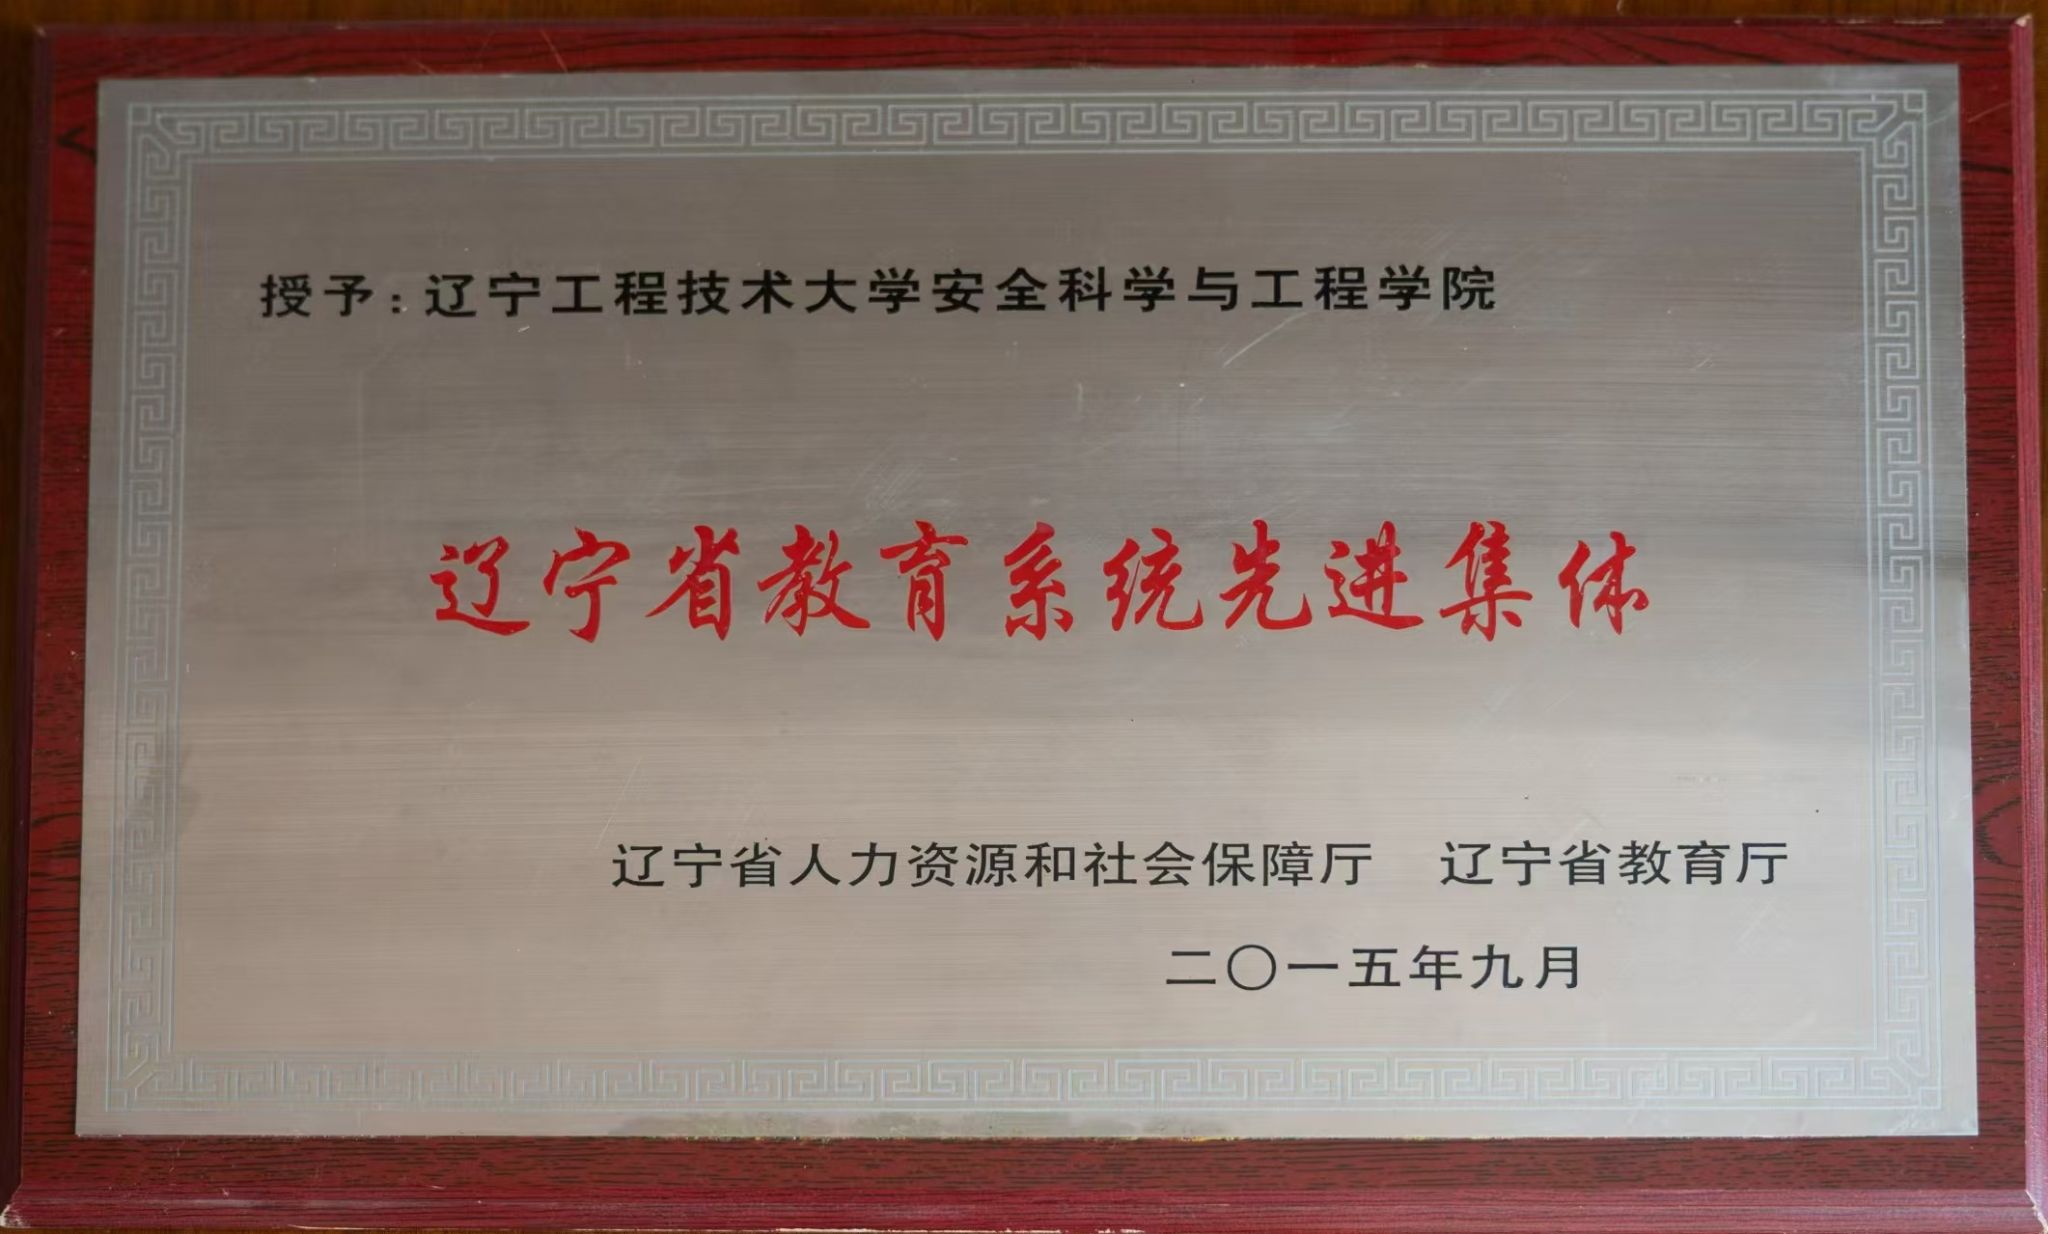 授予：辽宁工程技术大学安全科学与工程学院
辽宁省教育系统先进集体
辽宁省人力资源和社会保障厅　辽宁省教育厅
二〇一五年九月